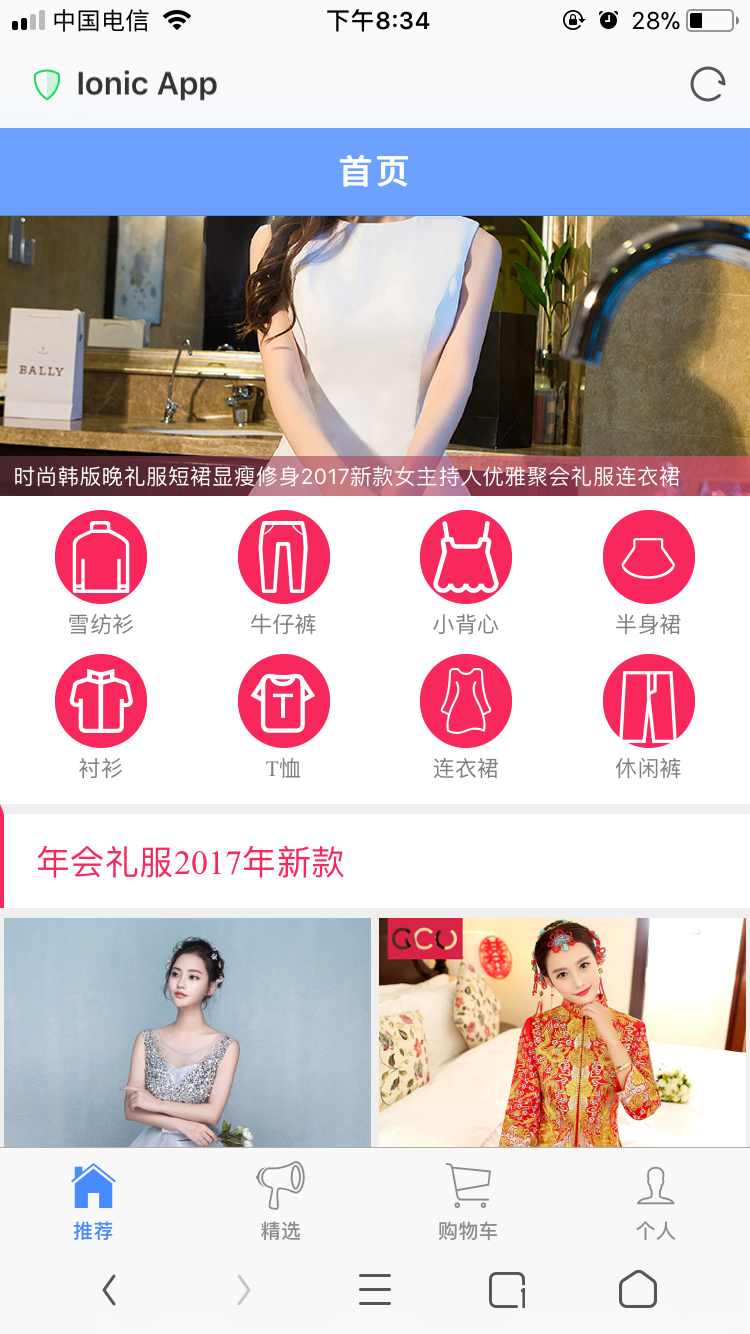 中国电信
下午8:34
28%
Ionic App
首页
BALLY
时尚韩版晚礼服短裙显瘦修身2017新款女主持人优雅聚会礼服连衣裙
雪纺衫 牛仔裤 小背心 半身裙
T
衬衫 T恤 连衣裙 休闲裤
年会礼服2017年新款
GCU
推荐 精选 购物车 个人
1